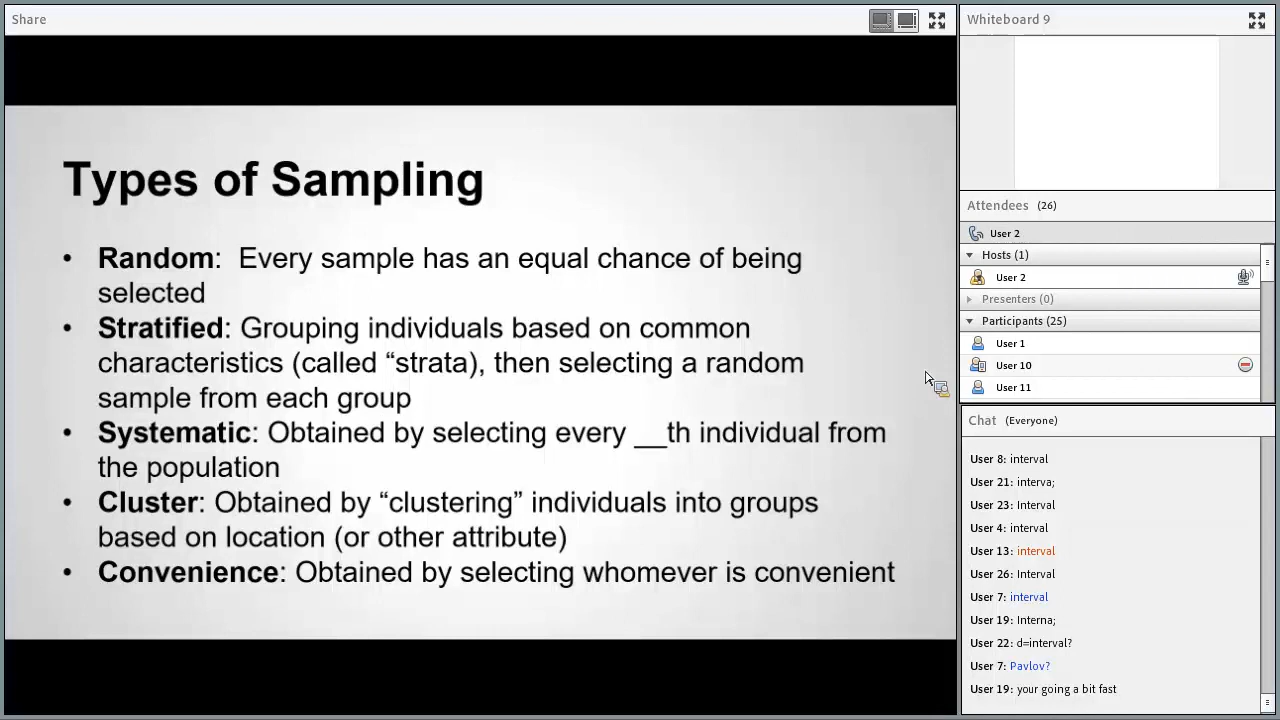 Share
Types of Sampling
• Random:  Every sample has an equal chance of being
selected
• Stratified: Grouping individuals based on common
characteristics (called “strata), then selecting a random
sample from each group
• Systematic: Obtained by selecting every __th individual from
the population
• Cluster: Obtained by “clustering” individuals into groups
based on location (or other attribute)
• Convenience: Obtained by selecting whomever is convenient
Whiteboard 9
Attendees (26)
User 2
Hosts (1)
User 2
Presenters (0)
Participants (25)
User 1
User 10
User 11
Chat (Everyone)
User 8: interval
User 21: interva;
User 23: Interval
User 4: interval
User 13: interval
User 26: Interval
User 7: interval
User 19: Interna;
User 22: d=interval?
User 7: Pavlov?
User 19: your going a bit fast